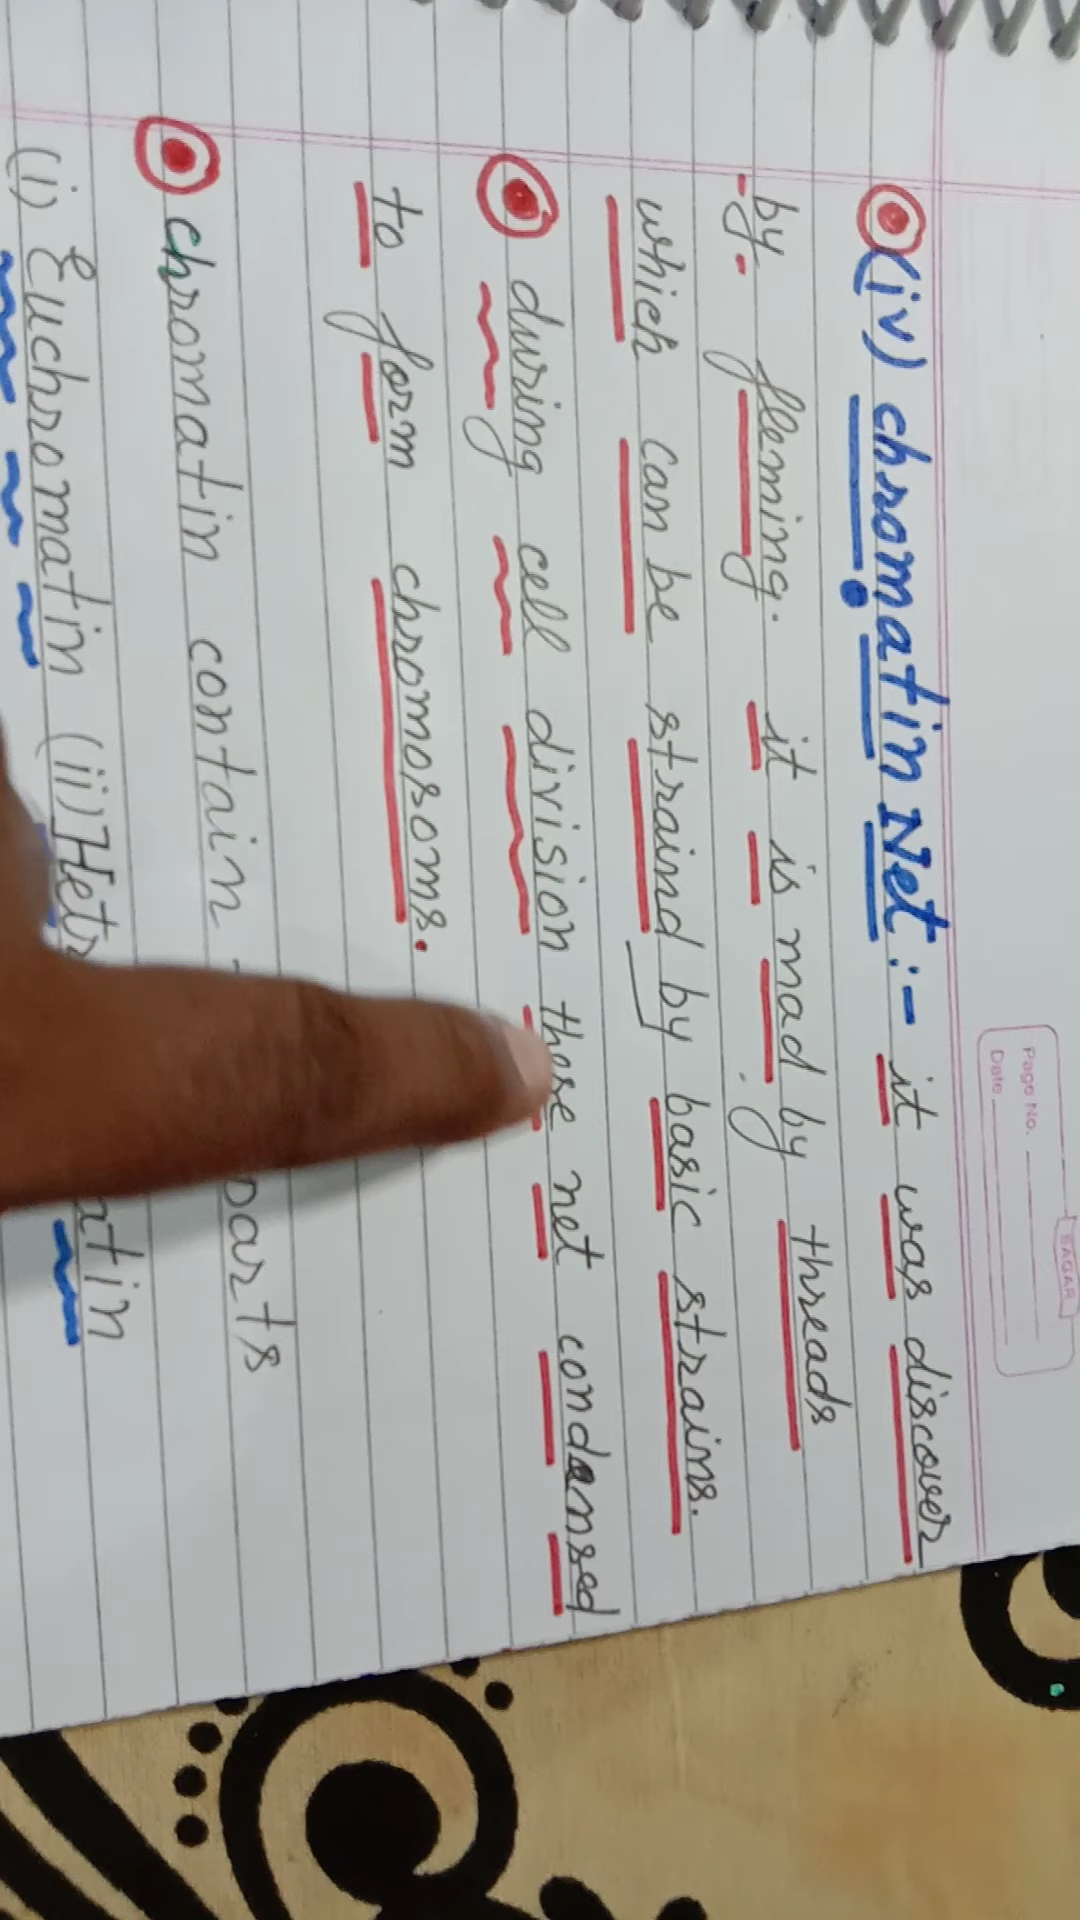 SAGAR
Page No.
Date
(iv) chromatin Net :- it was discover
by fleming. it is mad by threads
which can be straind by basic strains.
during cell division these net condensed
to form chromosoms.
chromatin contain parts
(i) Euchromatin (ii)